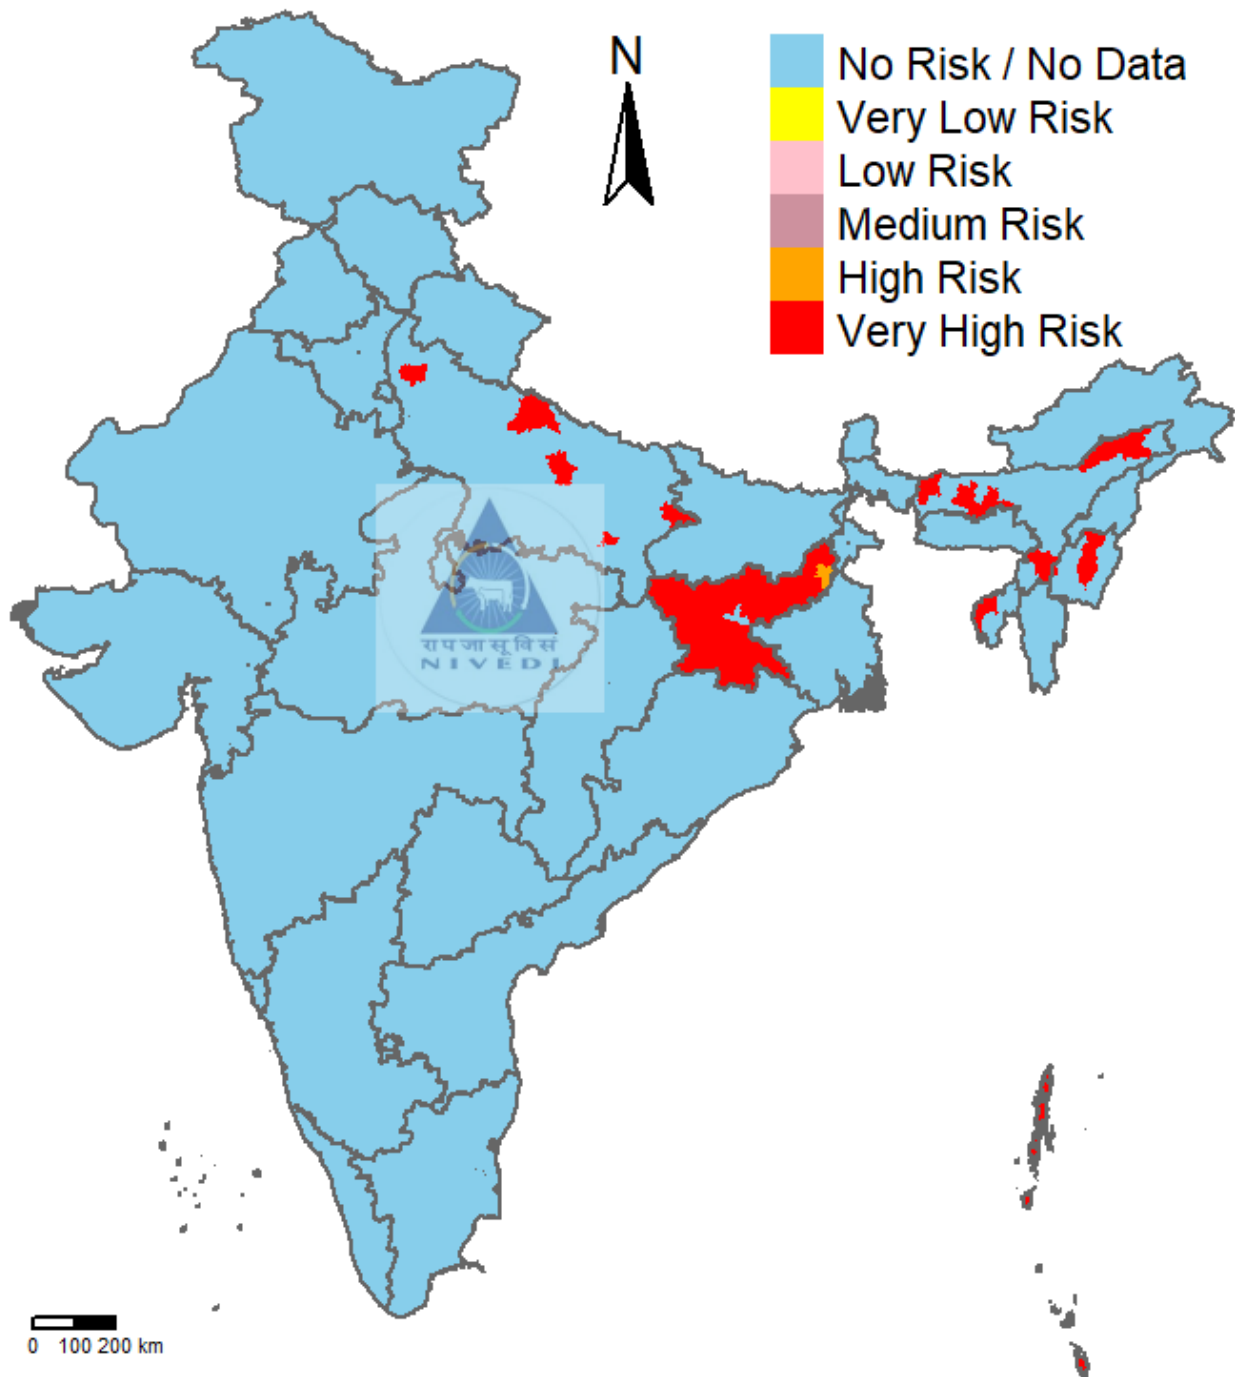 N
No Risk / No Data
Very Low Risk
Low Risk
Medium Risk
High Risk
Very High Risk
रा प जा सू वि सं
NIVEDI
0 100 200 km